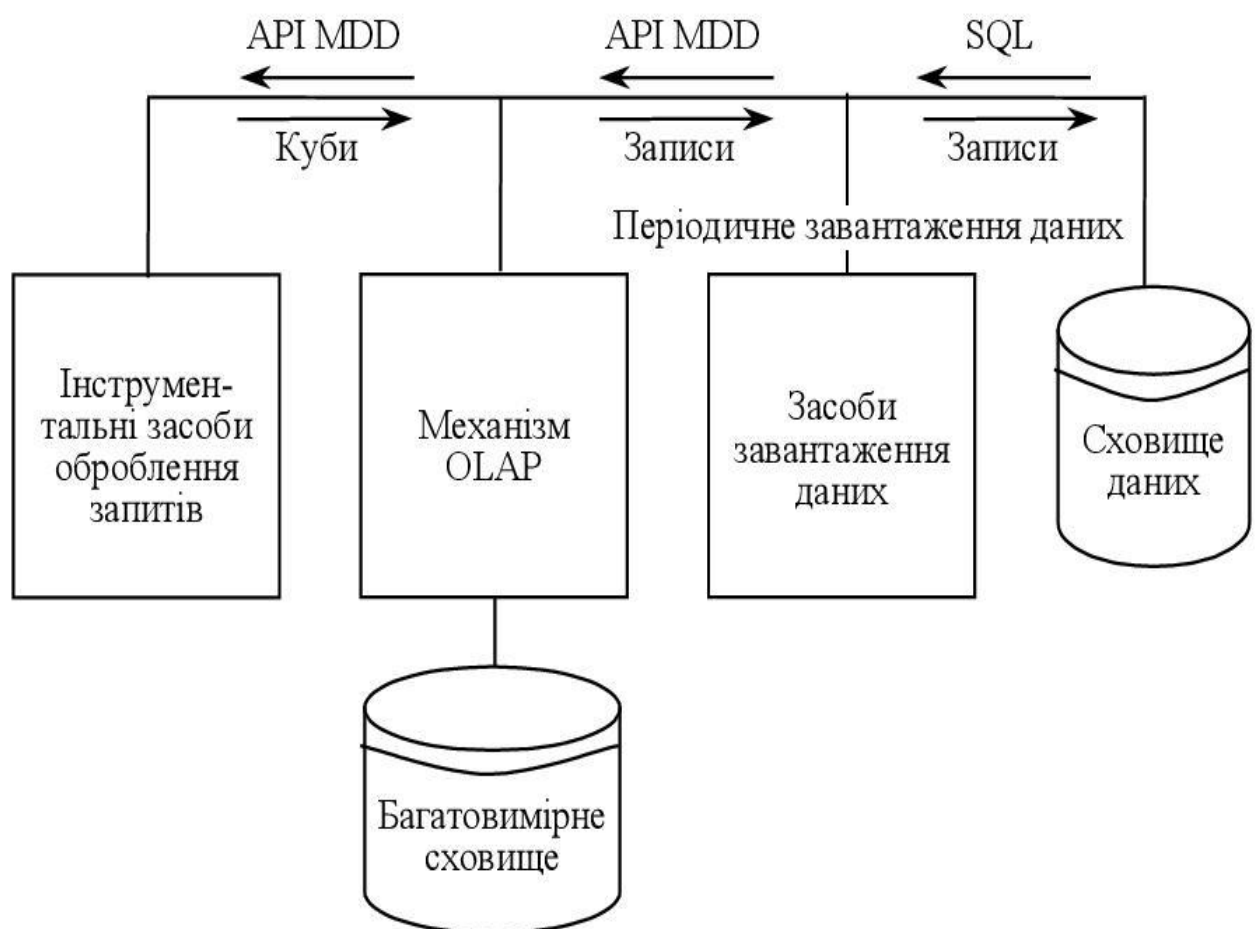 API MDD
API MDD
SQL
Куби
Записи
Записи
Періодичне завантаження даних
Інструмен-
тальні засоби
оброблення
запитів
Механізм
OLAP
Засоби
завантаження
даних
Сховище
даних
Багатовимірне
сховище